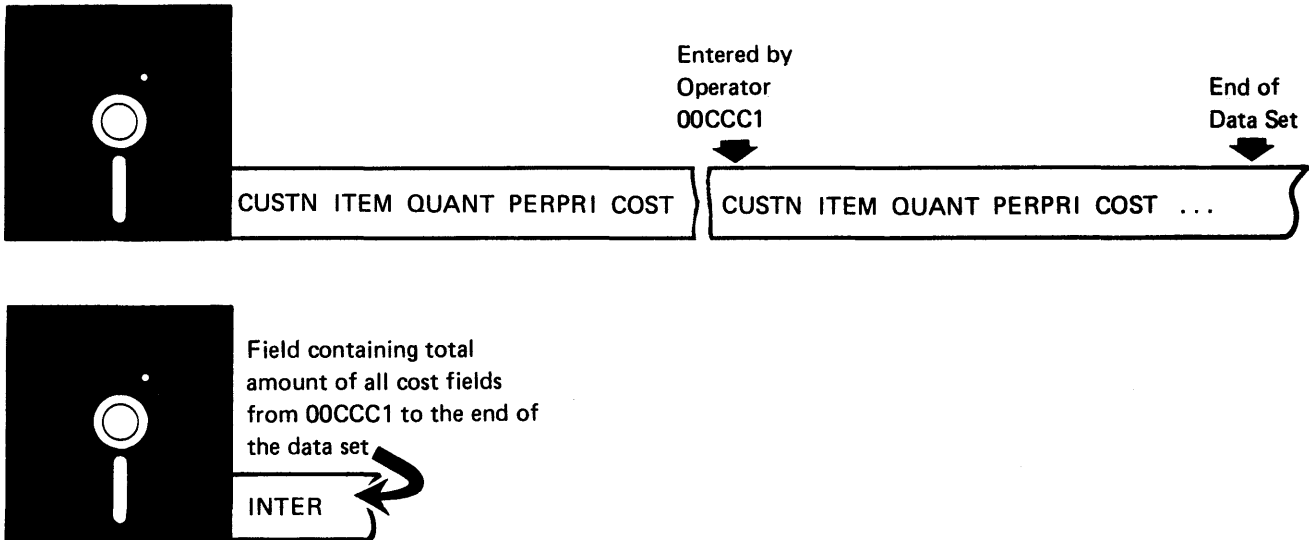 Entered by
Operator
00CCC1
End of
Data Set
CUSTN ITEM QUANT PERPRI COST
CUSTN ITEM QUANT PERPRI COST ...
Field containing total
amount of all cost fields
from 00CCC1 to the end of
the data set
INTER